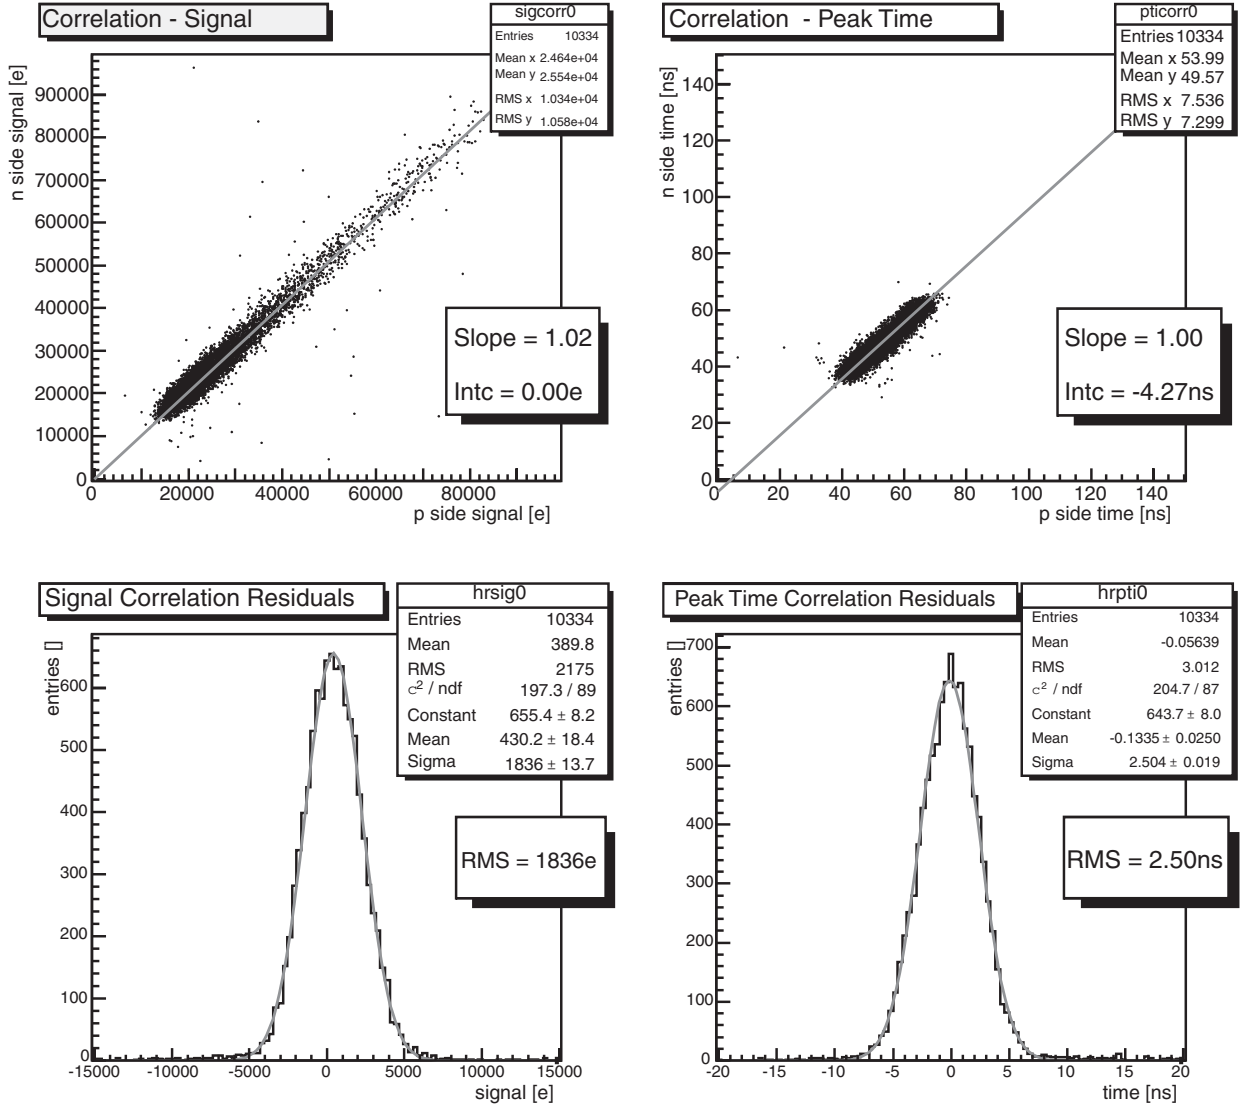 Correlation - Signal
sigcorr0
Entries 10334
Mean x 2.464e+04
Mean y 2.554e+04
RMS x 1.034e+04
RMS y 1.058e+04
n side signal [e]
90000
80000
70000
60000
50000
40000
30000
20000
10000
0
Slope = 1.02
Intc = 0.00e
0 20000 40000 60000 80000
p side signal [e]
Correlation - Peak Time
pticorr0
Entries 10334
Mean x 53.99
Mean y 49.57
RMS x 7.536
RMS y 7.299
n side time [ns]
140
120
100
80
60
40
20
0
Slope = 1.00
Intc = -4.27ns
0 20 40 60 80 100 120 140
p side time [ns]
Signal Correlation Residuals
hrsig0
Entries 10334
Mean 389.8
RMS 2175
c² / ndf 197.3 / 89
Constant 655.4 ± 8.2
Mean 430.2 ± 18.4
Sigma 1836 ± 13.7
entries []
600
500
400
300
200
100
0
RMS = 1836e
-15000 -10000 -5000 0 5000 10000 15000
signal [e]
Peak Time Correlation Residuals
hrpti0
Entries 10334
Mean -0.05639
RMS 3.012
c² / ndf 204.7 / 87
Constant 643.7 ± 8.0
Mean -0.1335 ± 0.0250
Sigma 2.504 ± 0.019
entries []
700
600
500
400
300
200
100
0
RMS = 2.50ns
-20 -15 -10 -5 0 5 10 15 20
time [ns]